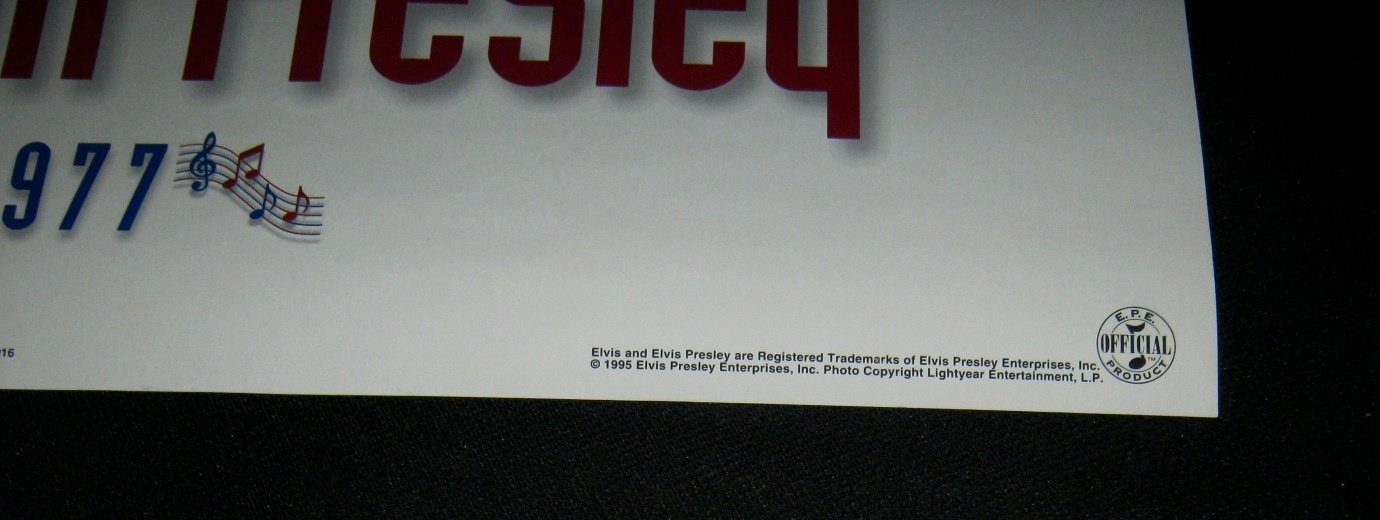 n Presley
977
16
Elvis and Elvis Presley are Registered Trademarks of Elvis Presley Enterprises, Inc.
© 1995 Elvis Presley Enterprises, Inc. Photo Copyright Lightyear Entertainment, L.P.
E.P.E.
OFFICIAL
™
PRODUCT